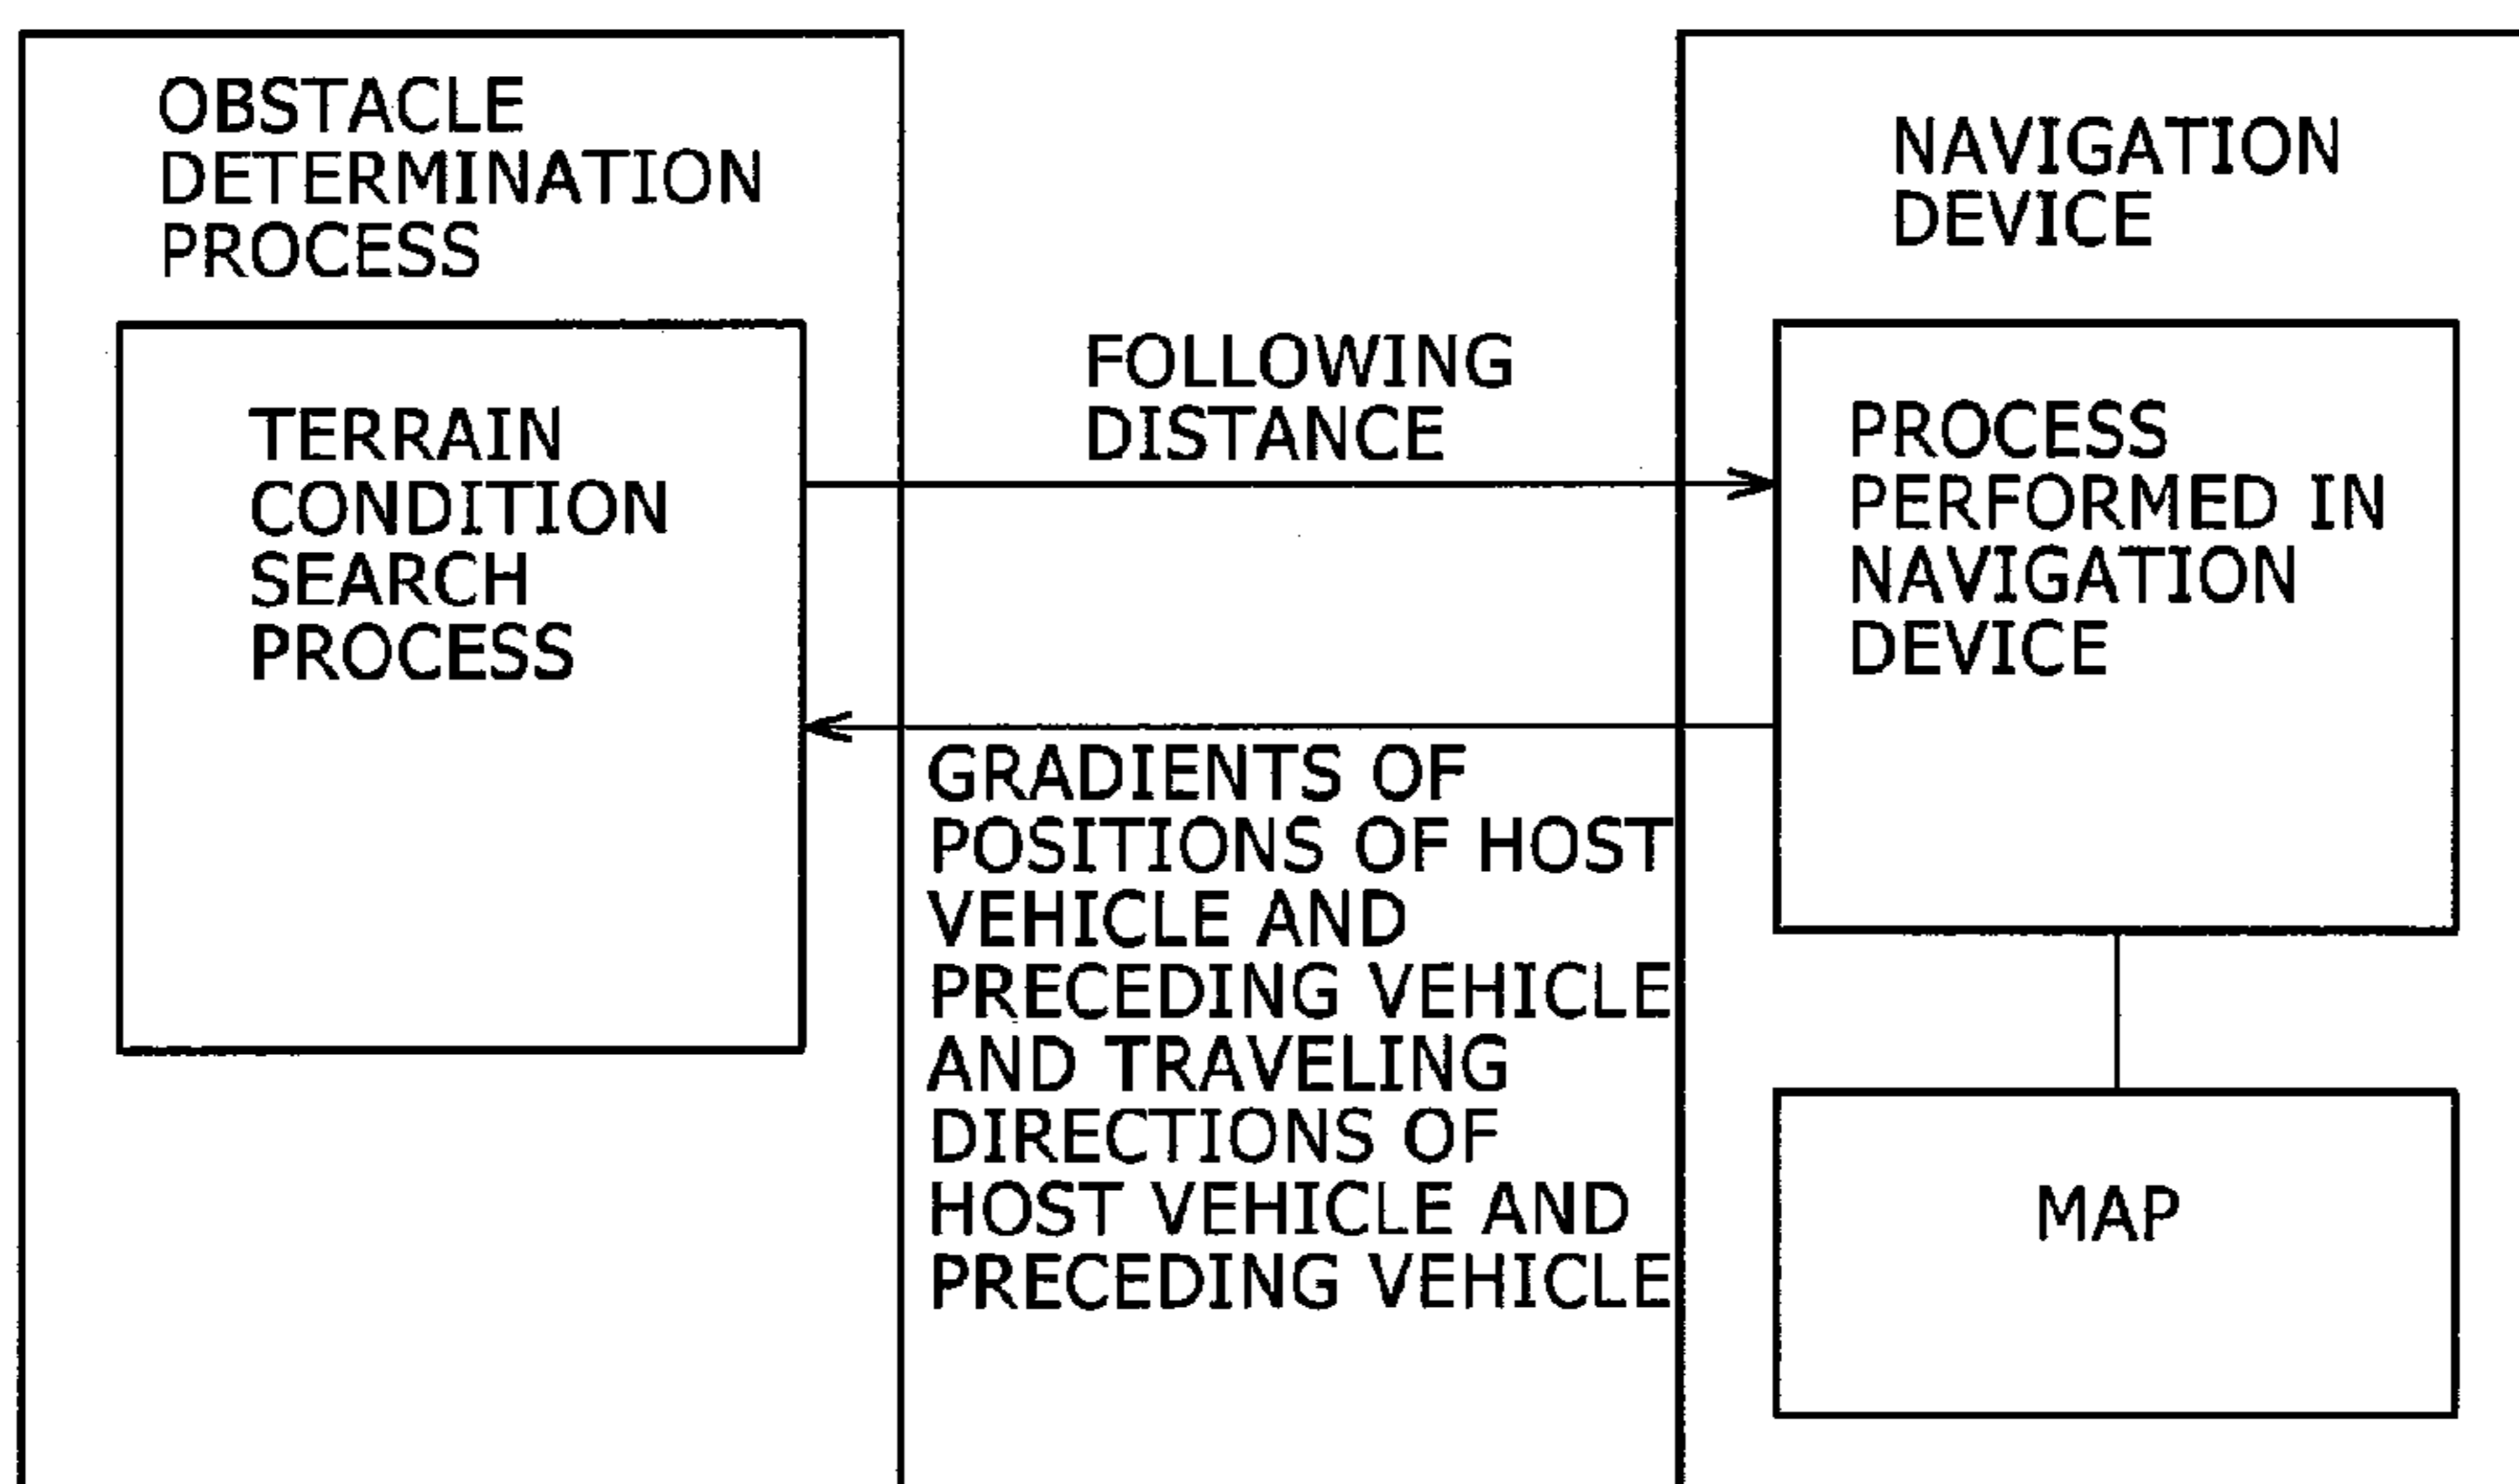 OBSTACLE
DETERMINATION
PROCESS
TERRAIN
CONDITION
SEARCH
PROCESS
FOLLOWING
DISTANCE
GRADIENTS OF
POSITIONS OF HOST
VEHICLE AND
PRECEDING VEHICLE
AND TRAVELING
DIRECTIONS OF
HOST VEHICLE AND
PRECEDING VEHICLE
NAVIGATION
DEVICE
PROCESS
PERFORMED IN
NAVIGATION
DEVICE
MAP